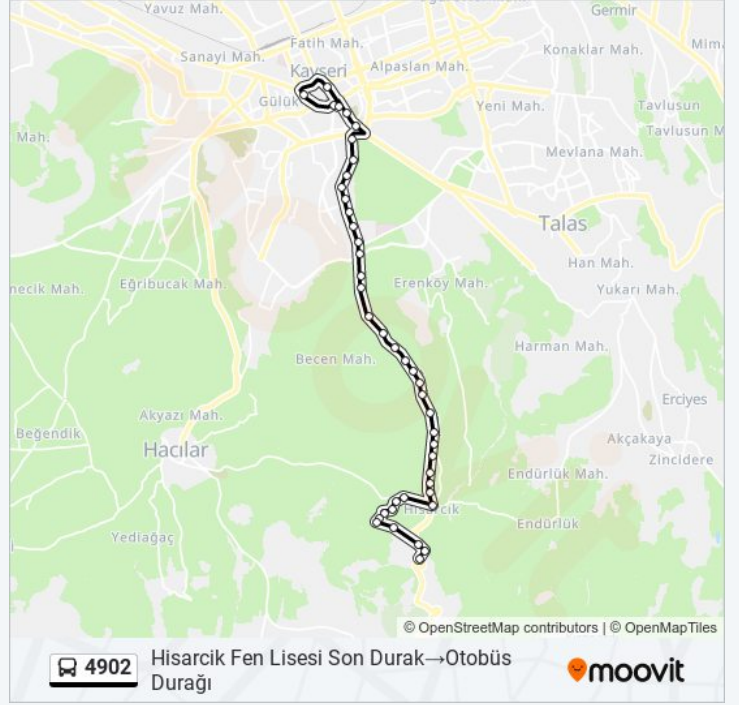 Yavuz Mah.
Germir
Fatih Mah.
Sanayi Mah.
Konaklar Mah.
Mim
Kayseri
Alpaslan Mah.
Gülük
Yeni Mah.
Tavlusun
Tavlusun M
Mah.
Mevlana Mah.
Talas
Han Mah.
necik Mah.
Eğribucak Mah.
Erenköy Mah.
Yukarı Mah.
Harman Mah.
Becen Mah.
Erciyes
Akyazı Mah.
Beğendik
Akçakaya
Hacılar
Zincidere
Endürlük Mah.
Hisarcik
Endürlük
Yediağaç
© OpenStreetMap contributors | © OpenMapTiles
4902
Hisarcik Fen Lisesi Son Durak→Otobüs
Durağı
moovit